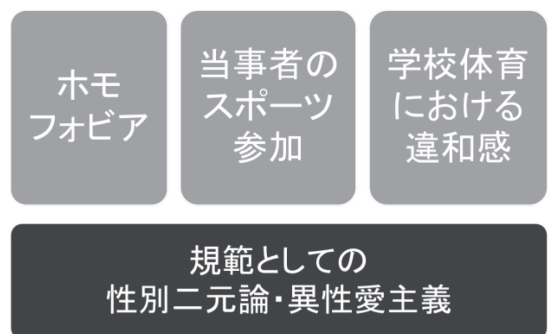 ホモ
フォビア
当事者の
スポーツ
参加
学校体育
における
違和感
規範としての
性別二元論・異性愛主義